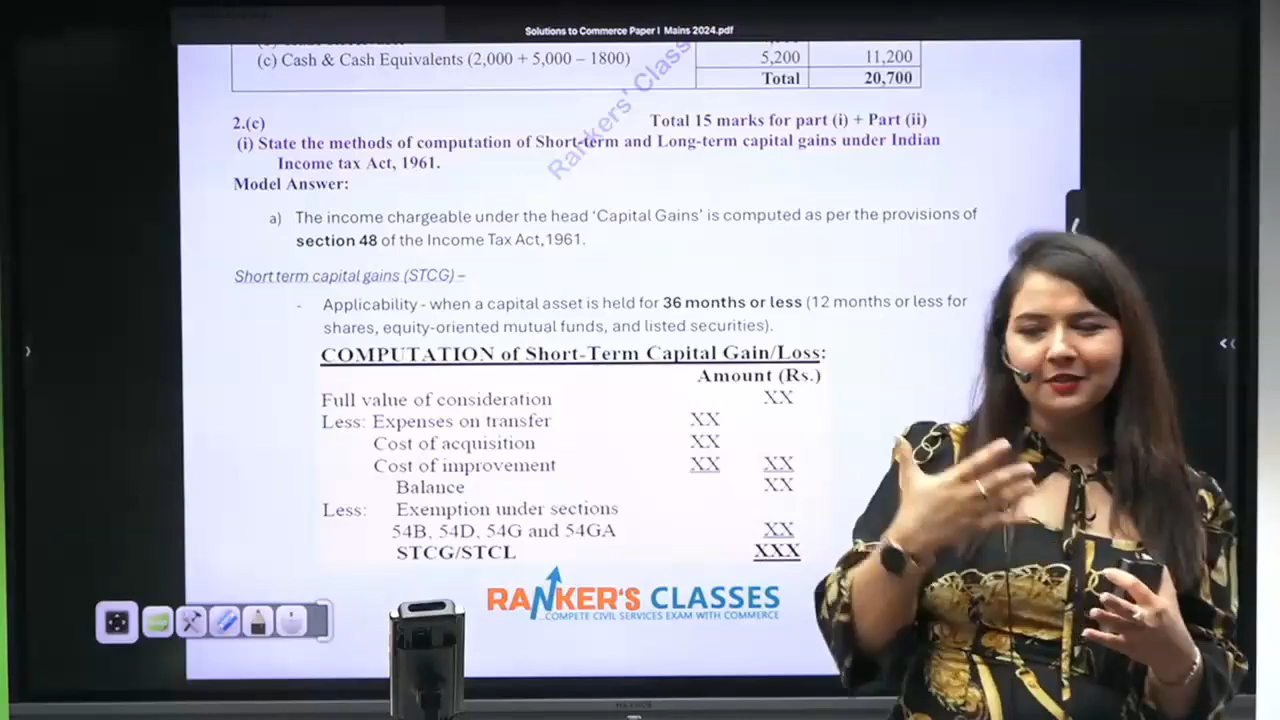 Solutions to Commerce Paper I Mains 2024.pdf
(c) Cash & Cash Equivalents (2,000 + 5,000 – 1800) 5,200 11,200
Total 20,700
Rankers' Class
2.(c) Total 15 marks for part (i) + Part (ii)
(i) State the methods of computation of Short-term and Long-term capital gains under Indian
Income tax Act, 1961.
Model Answer:
a) The income chargeable under the head ‘Capital Gains’ is computed as per the provisions of
section 48 of the Income Tax Act,1961.
Short term capital gains (STCG) –
- Applicability - when a capital asset is held for 36 months or less (12 months or less for
shares, equity-oriented mutual funds, and listed securities).
COMPUTATION of Short-Term Capital Gain/Loss:
Amount (Rs.)
Full value of consideration XX
Less: Expenses on transfer XX
Cost of acquisition XX
Cost of improvement XX XX
Balance XX
Less: Exemption under sections
54B, 54D, 54G and 54GA XX
STCG/STCL XXX
RANKER'S CLASSES
...COMPETE CIVIL SERVICES EXAM WITH COMMERCE